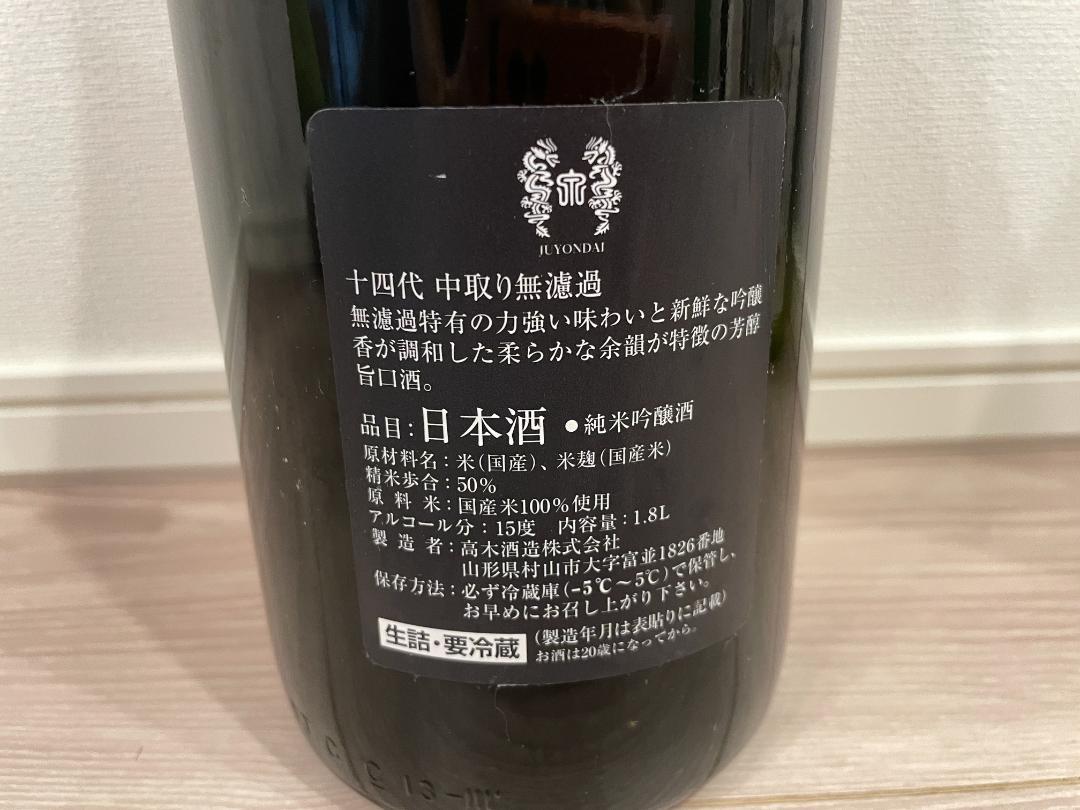 JUYONDAI
十四代 中取り無濾過
無濾過特有の力強い味わいと新鮮な吟醸
香が調和した柔らかな余韻が特徴の芳醇
旨口酒。
品目:日本酒 ●純米吟醸酒
原材料名:米(国産)、米麹(国産米)
精米歩合:50%
原料米:国産米100%使用
アルコール分:15度 内容量:1.8L
製造者:高木酒造株式会社
山形県村山市大字富並1826番地
保存方法:必ず冷蔵庫(-5℃〜5℃)で保管し、
お早めにお召し上がり下さい。
生詰・要冷蔵
(製造年月は表貼りに記載)
お酒は20歳になってから。